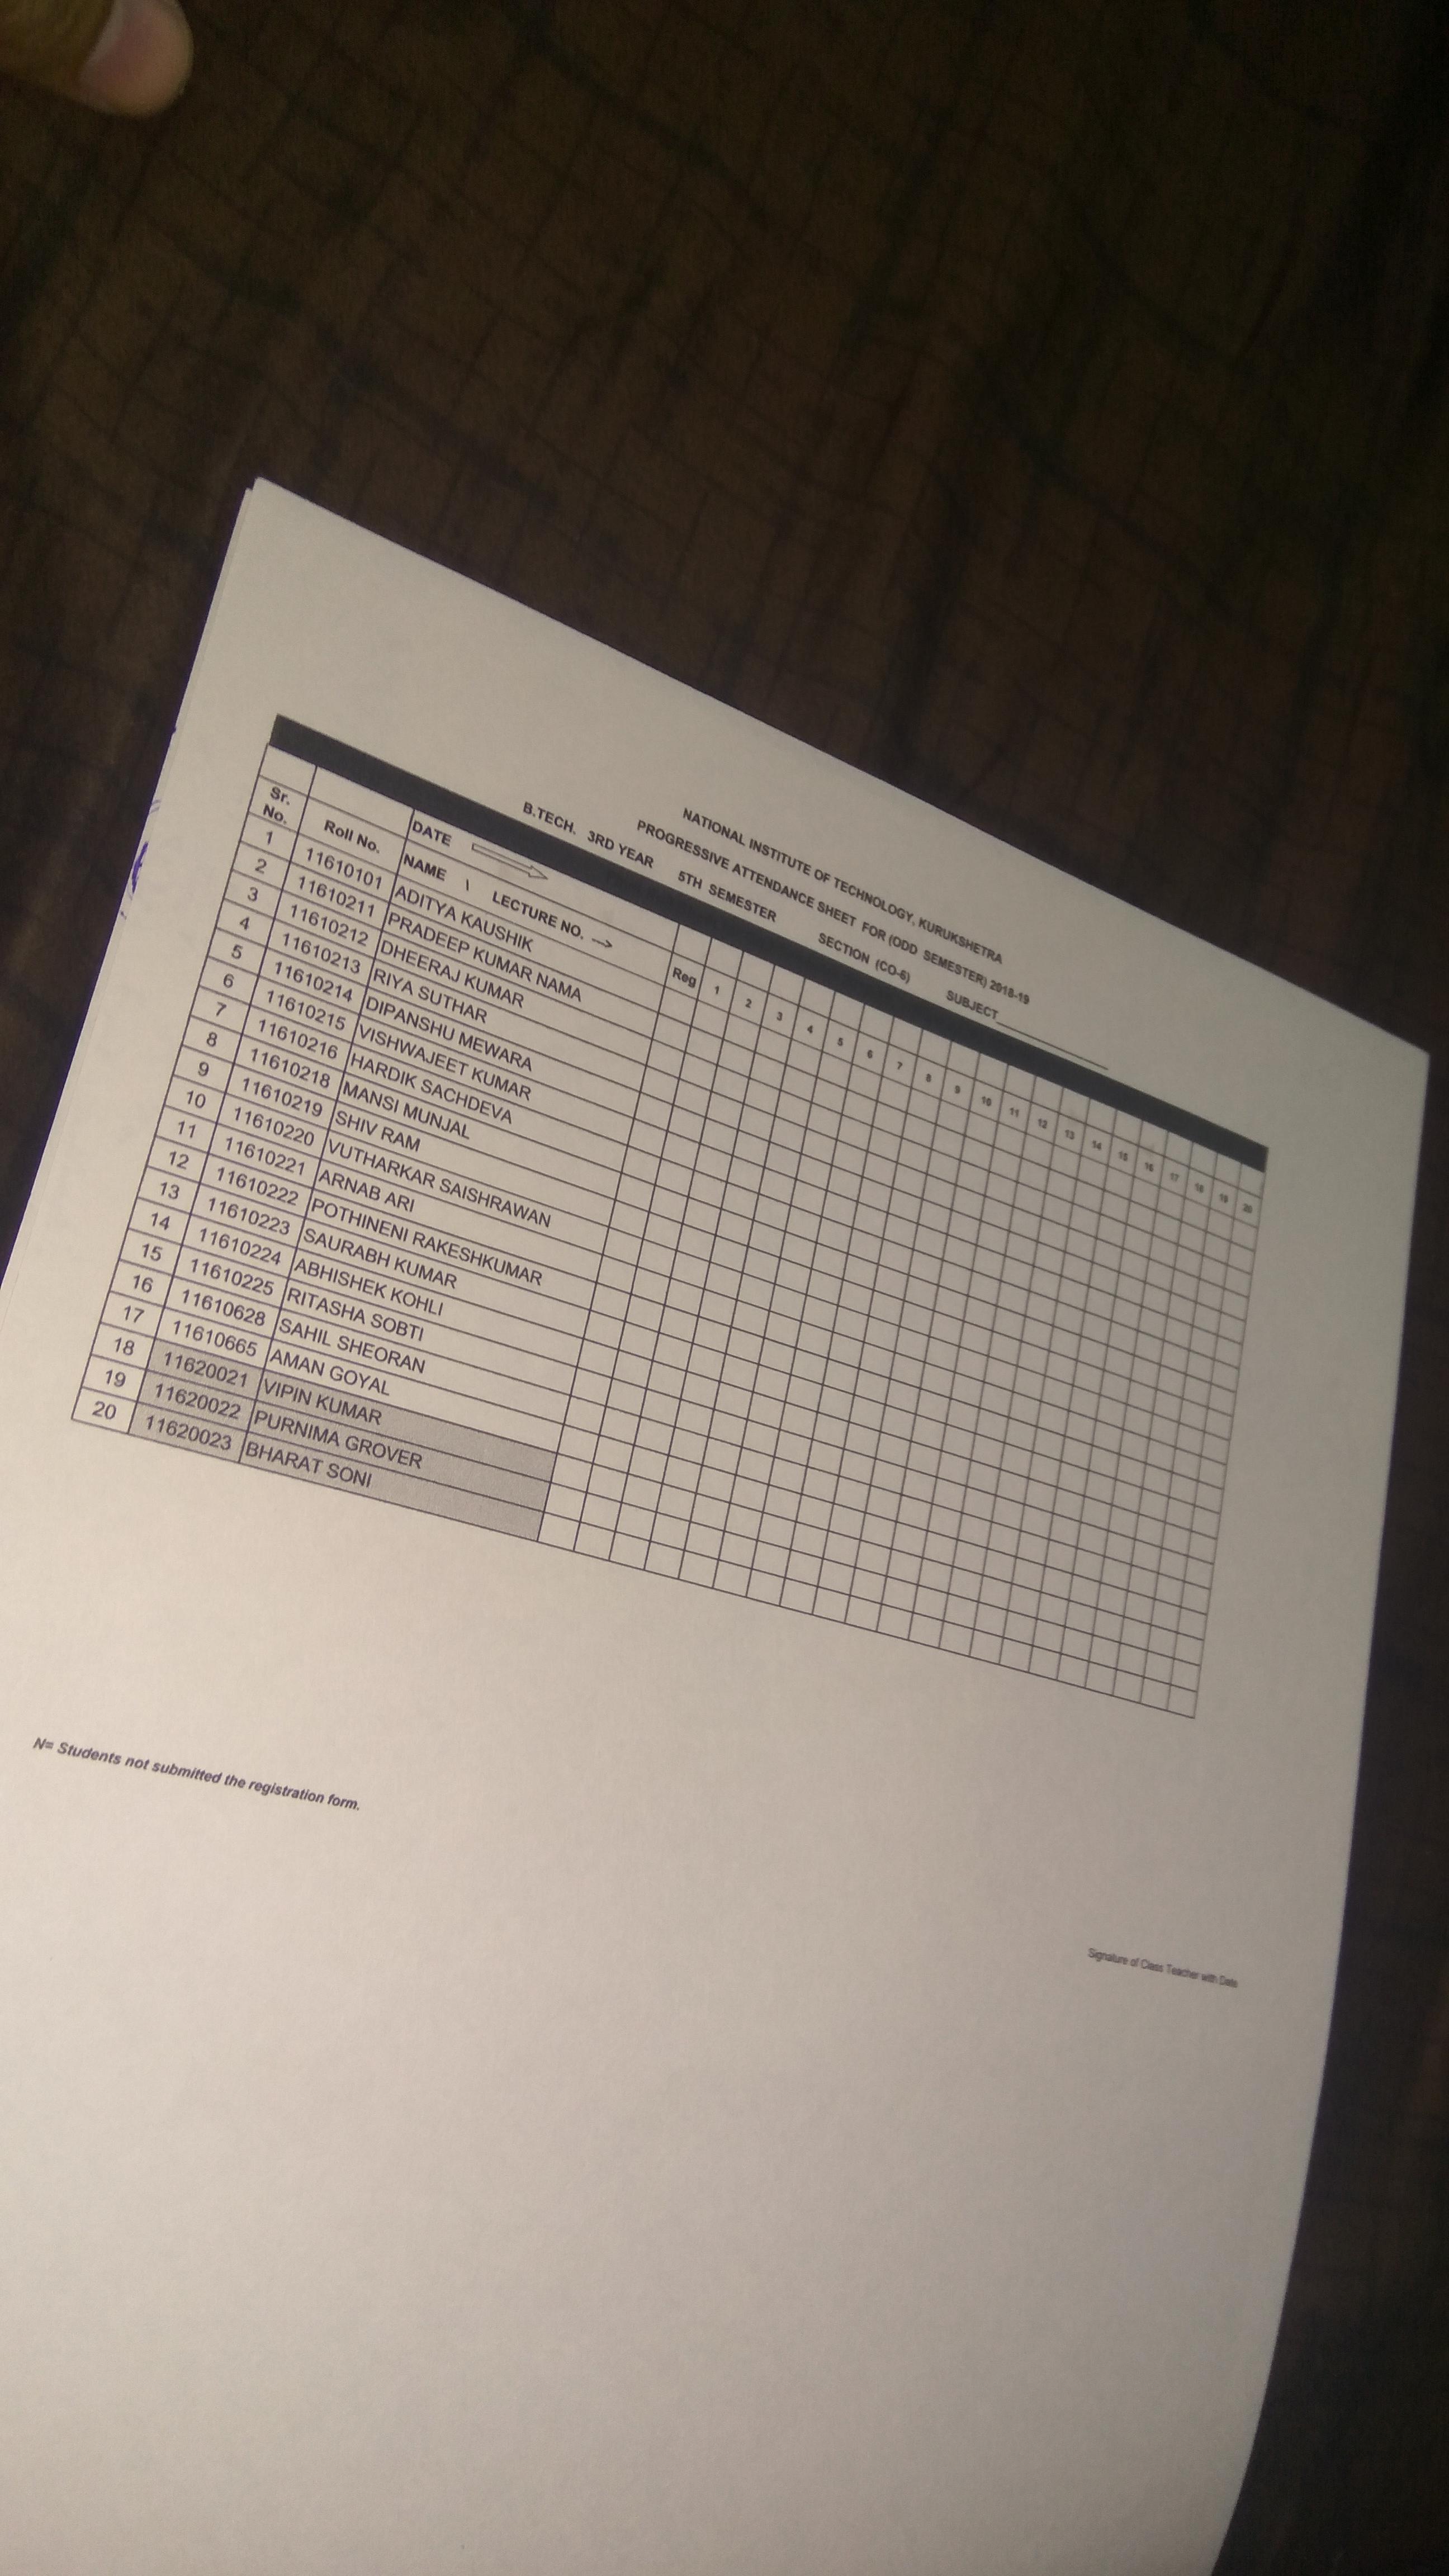 NATIONAL INSTITUTE OF TECHNOLOGY, KURUKSHETRA
PROGRESSIVE ATTENDANCE SHEET FOR (ODD SEMESTER) 2018-19
B.TECH. 3RD YEAR 5TH SEMESTER SECTION (CO-6) SUBJECT
DATE
Sr. No. Roll No. NAME \ LECTURE NO. → Reg 1 2 3 4 5 6 7 8 9 10 11 12 13 14 15 16 17 18 19 20
1 11610101 ADITYA KAUSHIK
2 11610211 PRADEEP KUMAR NAMA
3 11610212 DHEERAJ KUMAR
4 11610213 RIYA SUTHAR
5 11610214 DIPANSHU MEWARA
6 11610215 VISHWAJEET KUMAR
7 11610216 HARDIK SACHDEVA
8 11610218 MANSI MUNJAL
9 11610219 SHIV RAM
10 11610220 VUTHARKAR SAISHRAWAN
11 11610221 ARNAB ARI
12 11610222 POTHINENI RAKESHKUMAR
13 11610223 SAURABH KUMAR
14 11610224 ABHISHEK KOHLI
15 11610225 RITASHA SOBTI
16 11610628 SAHIL SHEORAN
17 11610665 AMAN GOYAL
18 11620021 VIPIN KUMAR
19 11620022 PURNIMA GROVER
20 11620023 BHARAT SONI
N= Students not submitted the registration form.
Signature of Class Teacher with Date